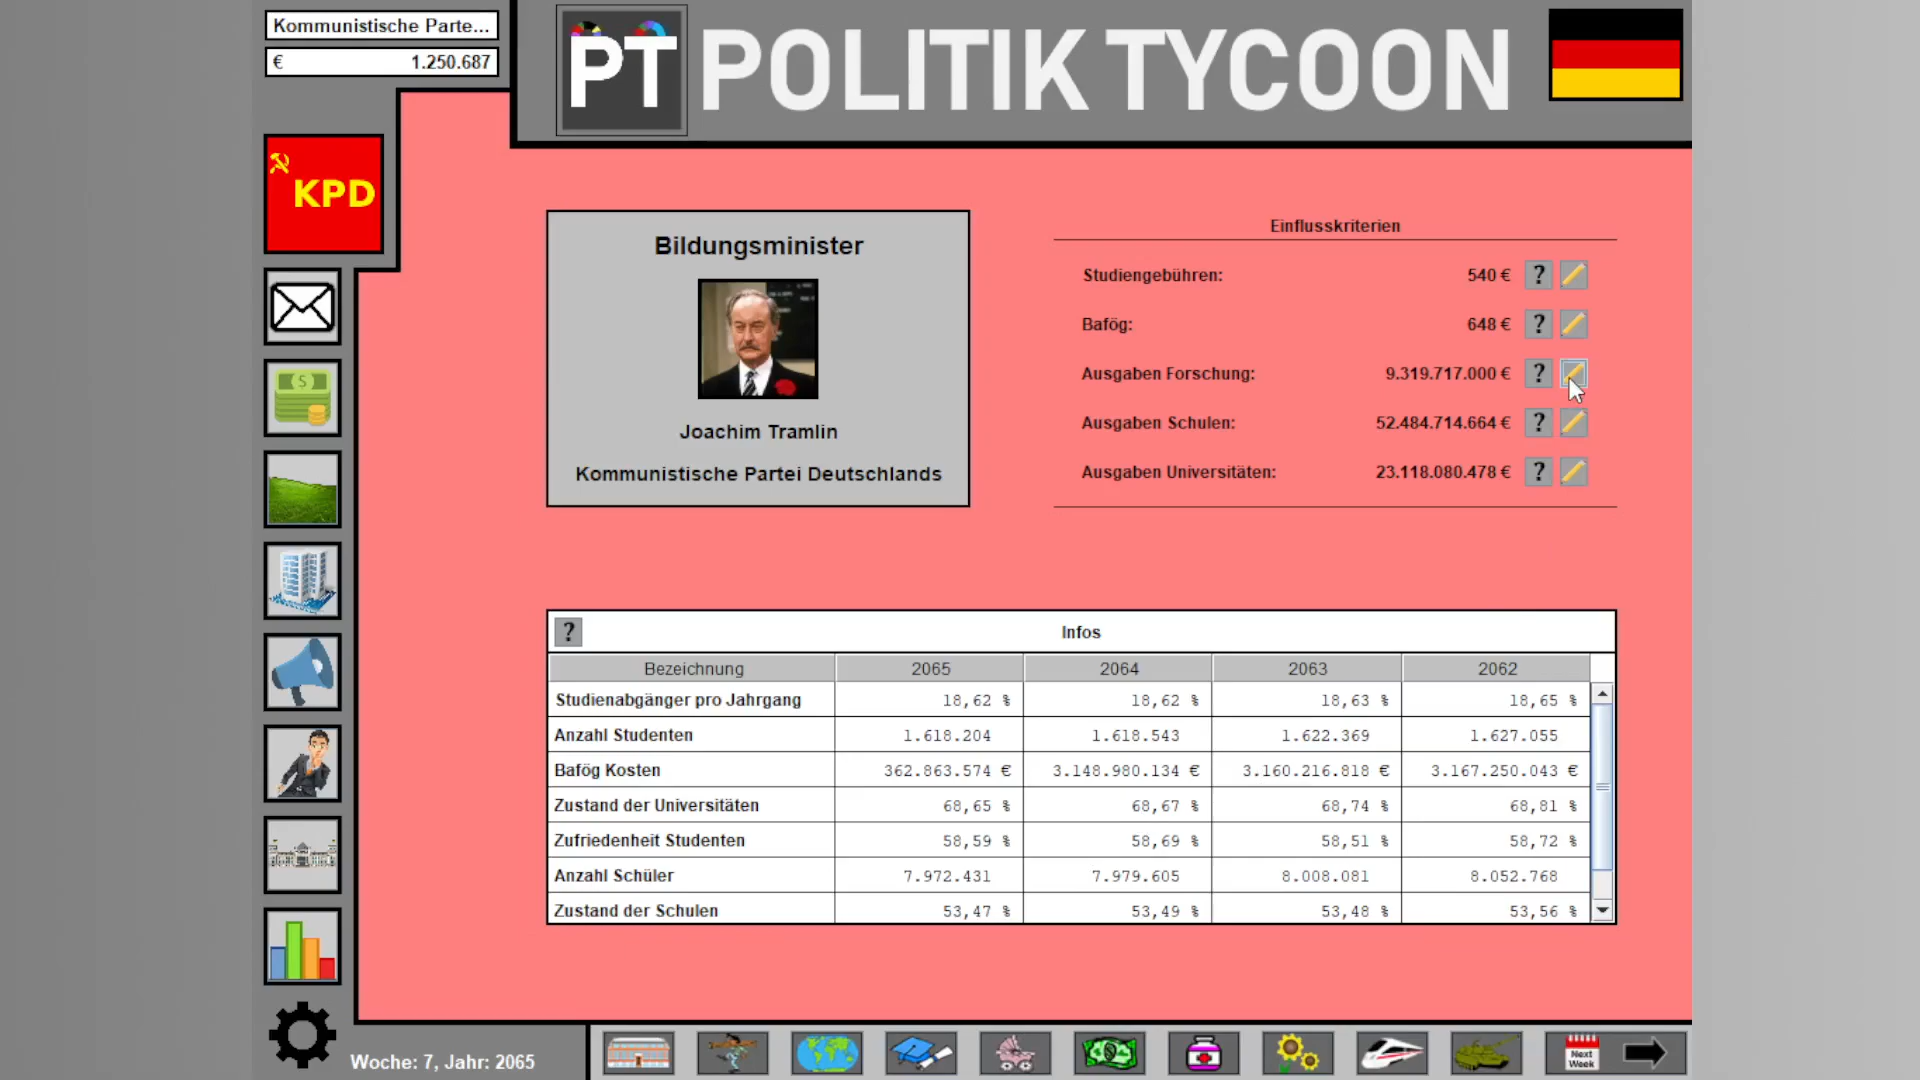 Kommunistische Parte...
€ 1.250.687
PT POLITIK TYCOON
KPD
Bildungsminister
Joachim Tramlin
Kommunistische Partei Deutschlands
Einflusskriterien
Studiengebühren: 540 € ?
Bafög: 648 € ?
Ausgaben Forschung: 9.319.717.000 € ?
Ausgaben Schulen: 52.484.714.664 € ?
Ausgaben Universitäten: 23.118.080.478 € ?
? Infos
Bezeichnung 2065 2064 2063 2062
Studienabgänger pro Jahrgang 18,62 % 18,62 % 18,63 % 18,65 %
Anzahl Studenten 1.618.204 1.618.543 1.622.369 1.627.055
Bafög Kosten 362.863.574 € 3.148.980.134 € 3.160.216.818 € 3.167.250.043 €
Zustand der Universitäten 68,65 % 68,67 % 68,74 % 68,81 %
Zufriedenheit Studenten 58,59 % 58,69 % 58,51 % 58,72 %
Anzahl Schüler 7.972.431 7.979.605 8.008.081 8.052.768
Zustand der Schulen 53,47 % 53,49 % 53,48 % 53,56 %
Woche: 7, Jahr: 2065
Next
Week